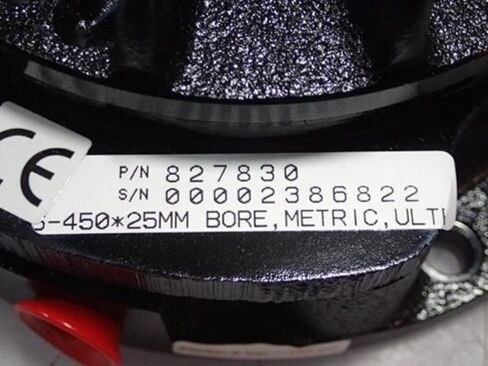 CE
P/N 827830
S/N 00002386822
-450*25MM BORE, METRIC, ULT